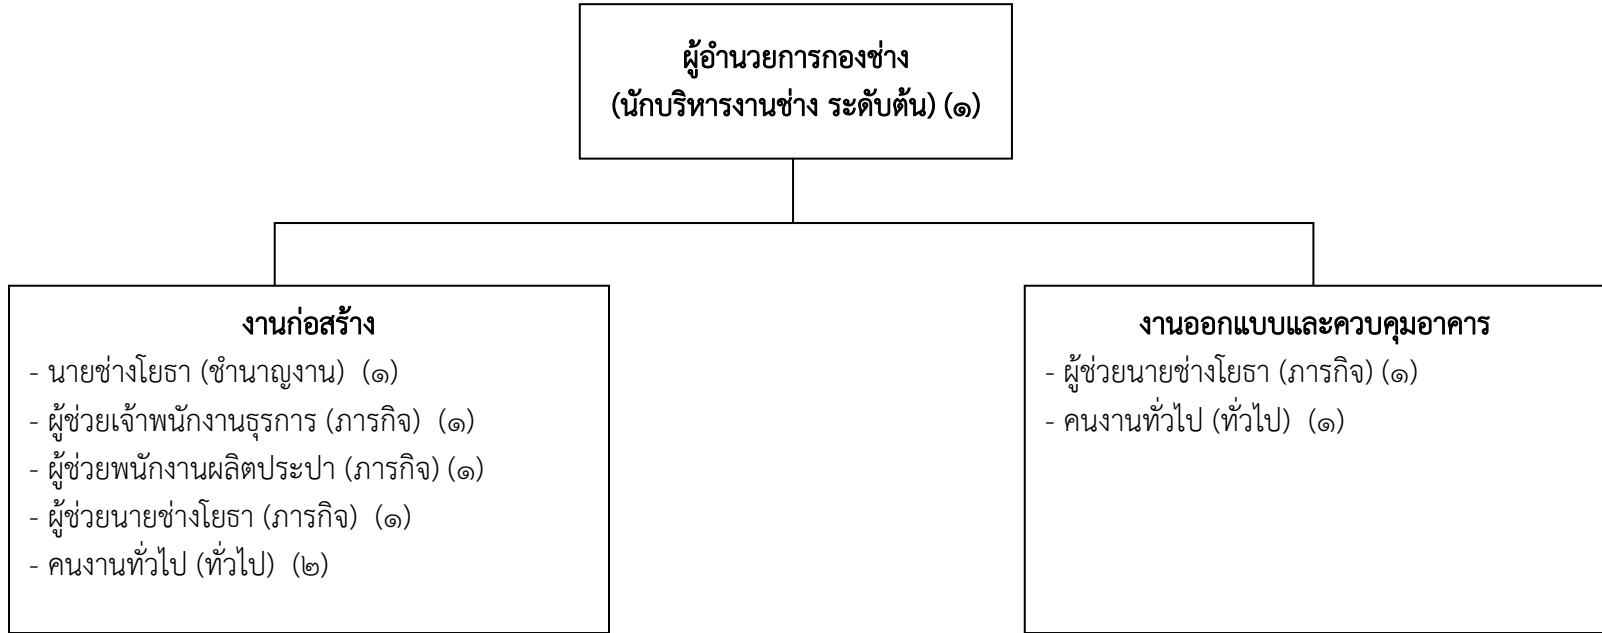 ผู้อำนวยการกองช่าง
(นักบริหารงานช่าง ระดับต้น) (๑)
งานก่อสร้าง
- นายช่างโยธา (ชำนาญงาน) (๑)
- ผู้ช่วยเจ้าพนักงานธุรการ (ภารกิจ) (๑)
- ผู้ช่วยพนักงานผลิตประปา (ภารกิจ) (๑)
- ผู้ช่วยนายช่างโยธา (ภารกิจ) (๑)
- คนงานทั่วไป (ทั่วไป) (๒)
งานออกแบบและควบคุมอาคาร
- ผู้ช่วยนายช่างโยธา (ภารกิจ) (๑)
- คนงานทั่วไป (ทั่วไป) (๑)